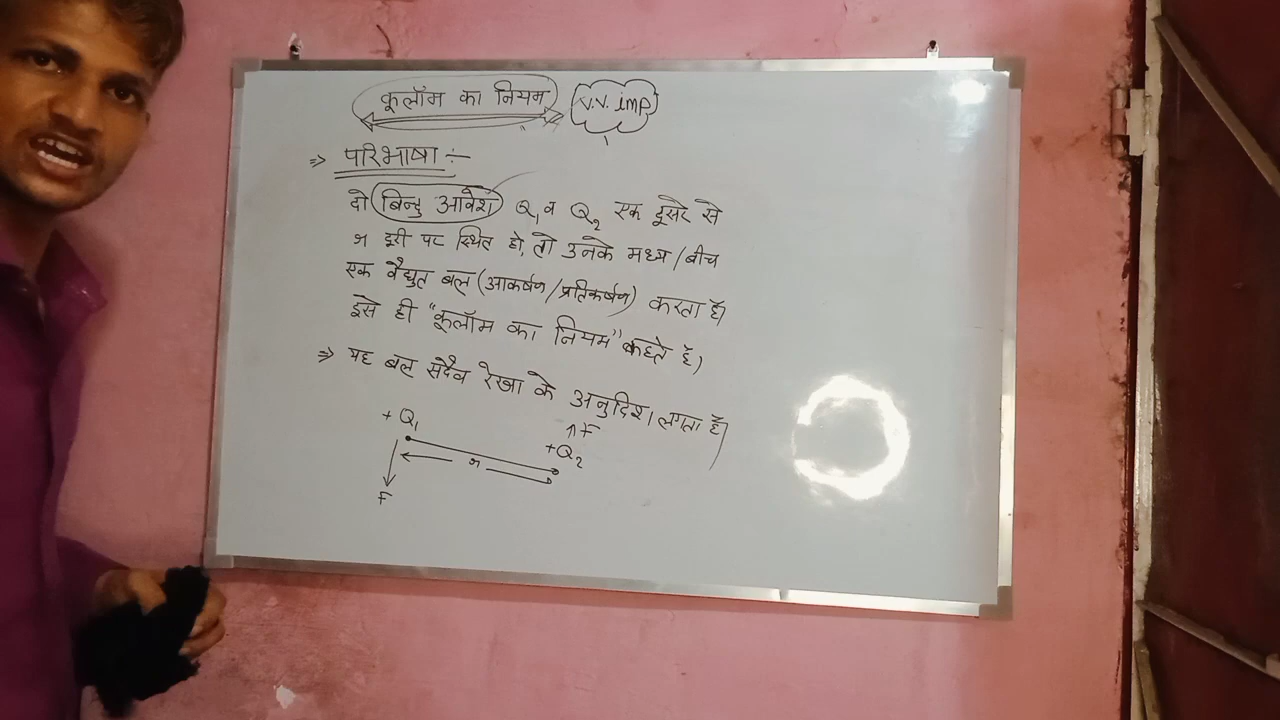 कूलॉम का नियम V.V. imp
⇒ परिभाषा :-
दो बिन्दु आवेश Q₁ व Q₂ एक दूसरे से
r दूरी पर स्थित हो, तो उनके मध्य/बीच
एक वैद्युत बल (आकर्षण/प्रतिकर्षण) करता है।
इसे ही "कूलॉम का नियम" कहते है।
⇒ यह बल सदैव रेखा के अनुदिश। लगता है।
+Q₁ ↑F
+Q₂
r
F